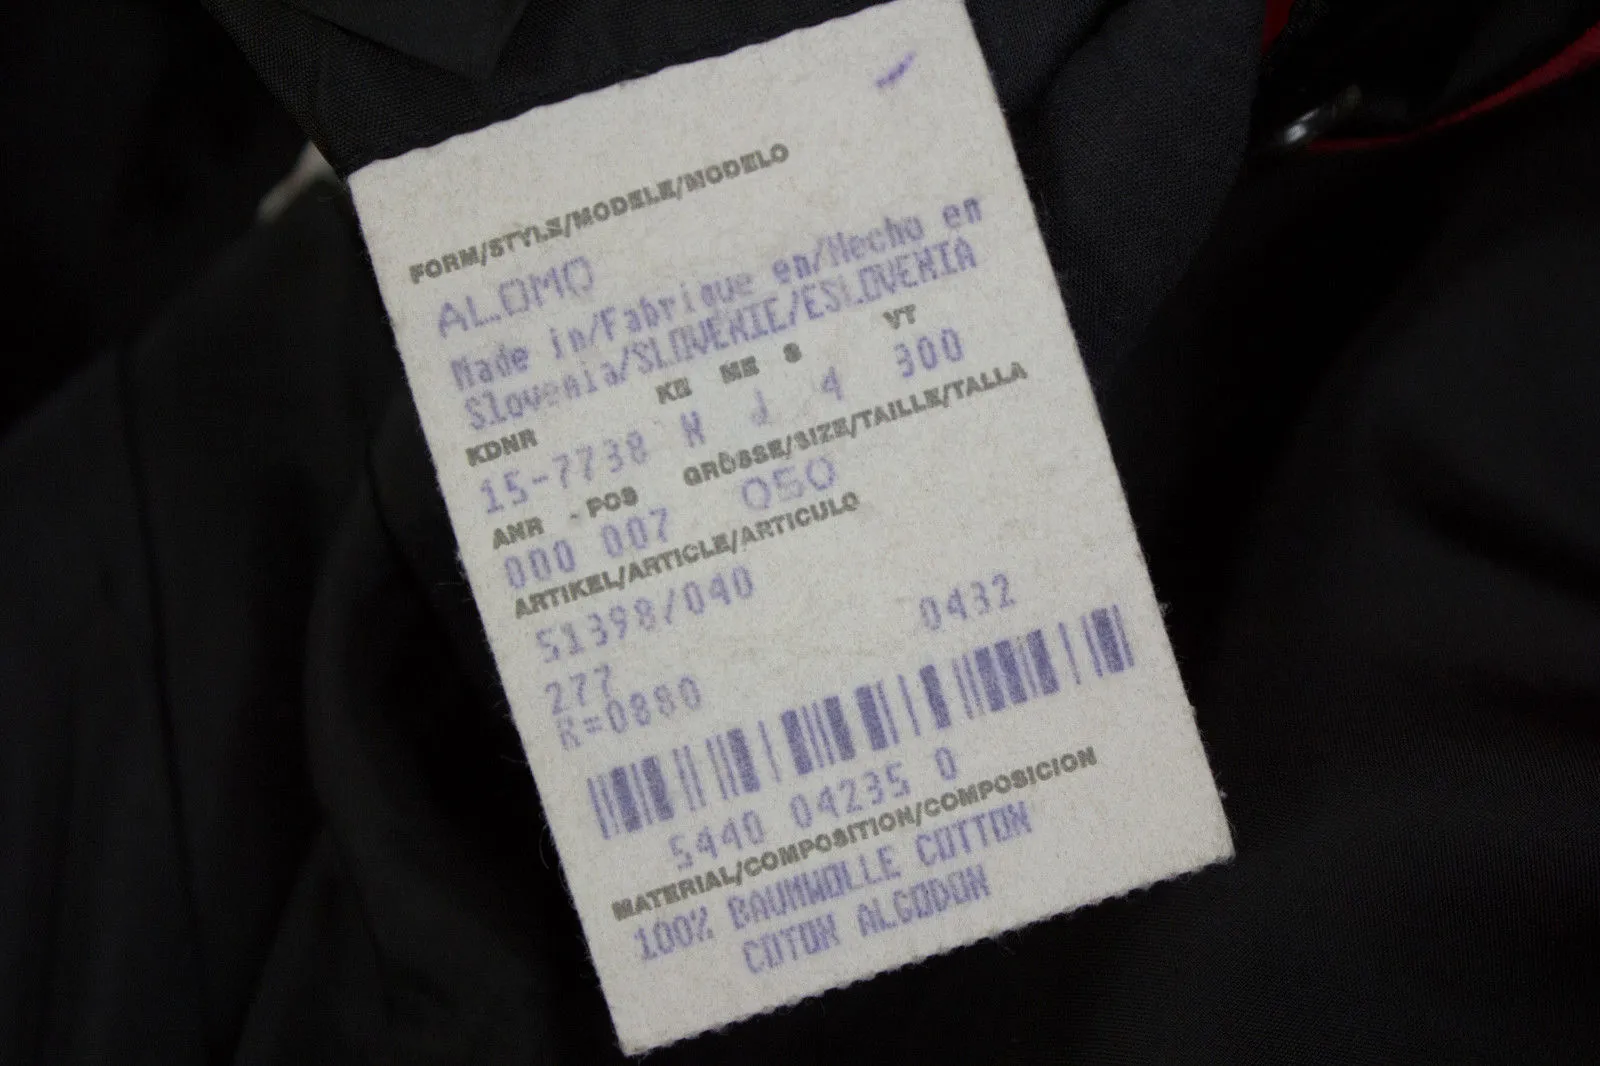 FORM/STYLE/MODELE/MODELO
ALOMO
Made in/Fabrique en/Hecho en
Slovenia/SLOVENIE/ESLOVENIA
KDNR KE ME S VT
15-7738 N J 4 300
ANR - POS GRÖSSE/SIZE/TAILLE/TALLA
000 007 050
ARTIKEL/ARTICLE/ARTICULO
51398/040
277 0432
R=0880
5440 04235 0
MATERIAL/COMPOSITION/COMPOSICION
100% BAUMWOLLE COTTON
COTON ALGODON